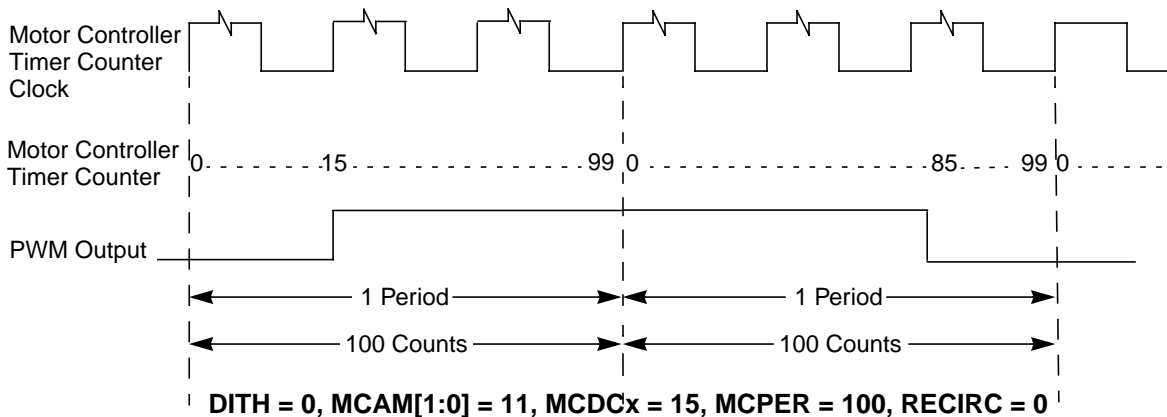 Motor Controller
Timer Counter
Clock
Motor Controller
Timer Counter
0 15 99 0 85 99 0
PWM Output
1 Period 1 Period
100 Counts 100 Counts
DITH = 0, MCAM[1:0] = 11, MCDCx = 15, MCPER = 100, RECIRC = 0